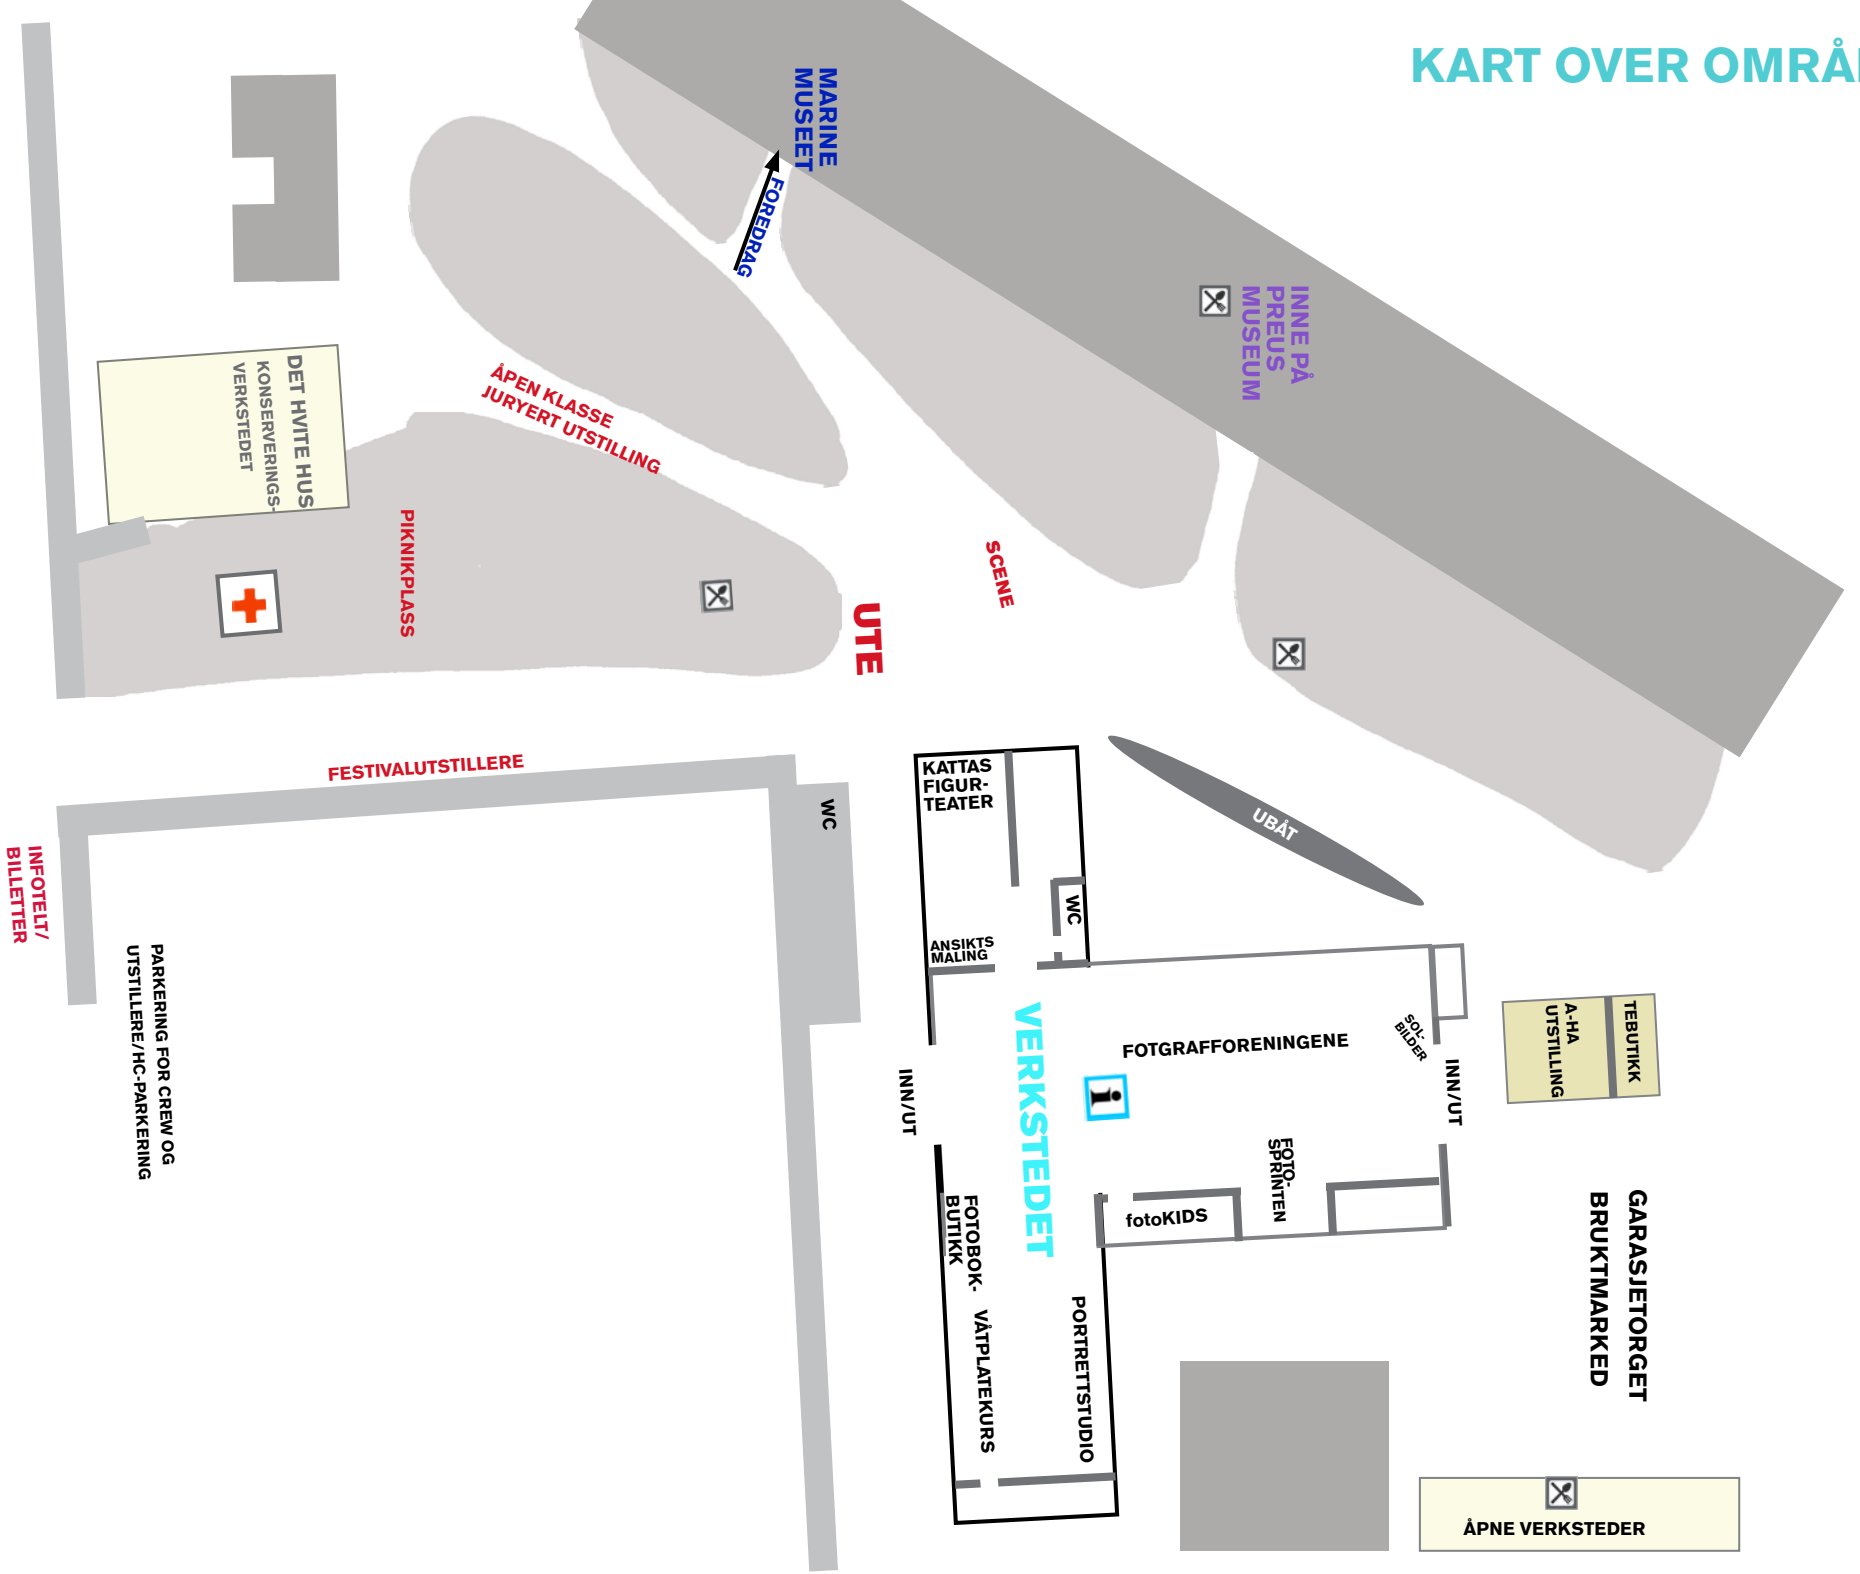 KART OVER OMRÅ
MARINE
MUSEET
FOREDRAG
INNE PÅ
PREUS
MUSEUM
DET HVITE HUS
KONSERVERINGS-
VERKSTEDET
ÅPEN KLASSE
JURYERT UTSTILLING
PIKNIKPLASS
SCENE
UTE
FESTIVALUTSTILLERE
WC
INFOTELT/
BILLETTER
PARKERING FOR CREW OG
UTSTILLERE/HC-PARKERING
KATTAS
FIGUR-
TEATER
WC
ANSIKTS
MALING
UBÅT
VERKSTEDET
FOTGRAFFORENINGENE
SOL-
BILDER
INN/UT
i
INN/UT
A-HA
UTSTILLING
TEBUTIKK
FOTO-
SPRINTEN
fotoKIDS
FOTOBOK-
BUTIKK
VÅTPLATEKURS
PORTRETTSTUDIO
GARASJETORGET
BRUKTMARKED
ÅPNE VERKSTEDER